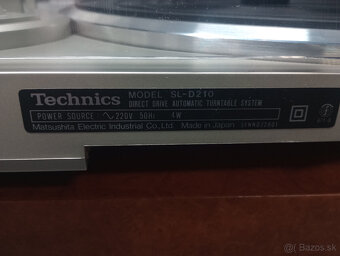 Technics MODEL SL-D210
DIRECT DRIVE AUTOMATIC TURNTABLE SYSTEM
POWER SOURCE ∿220V 50Hz 4W
Matsushita Electric Industrial Co., Ltd. Made in Japan
© Bazos.sk